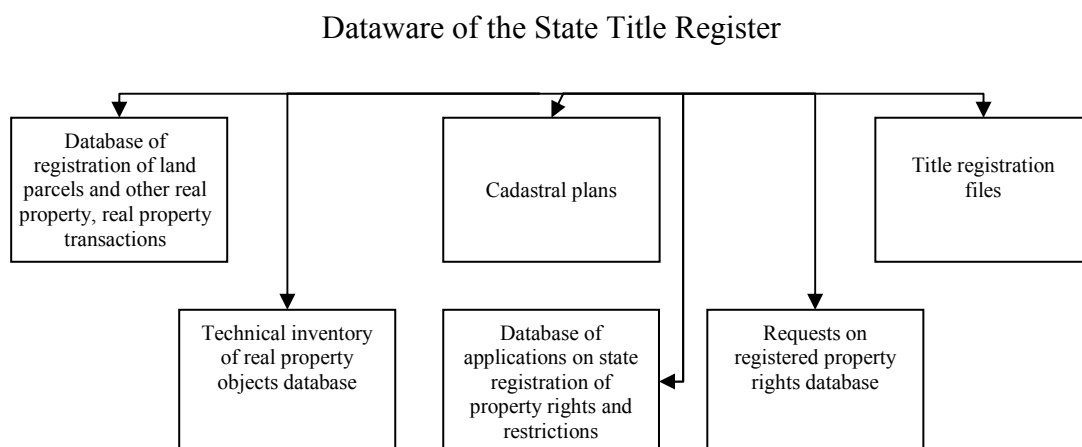 Dataware of the State Title Register
Database of
registration of land
parcels and other real
property, real property
transactions
Cadastral plans
Title registration
files
Technical inventory
of real property
objects database
Database of
applications on state
registration of
property rights and
restrictions
Requests on
registered property
rights database